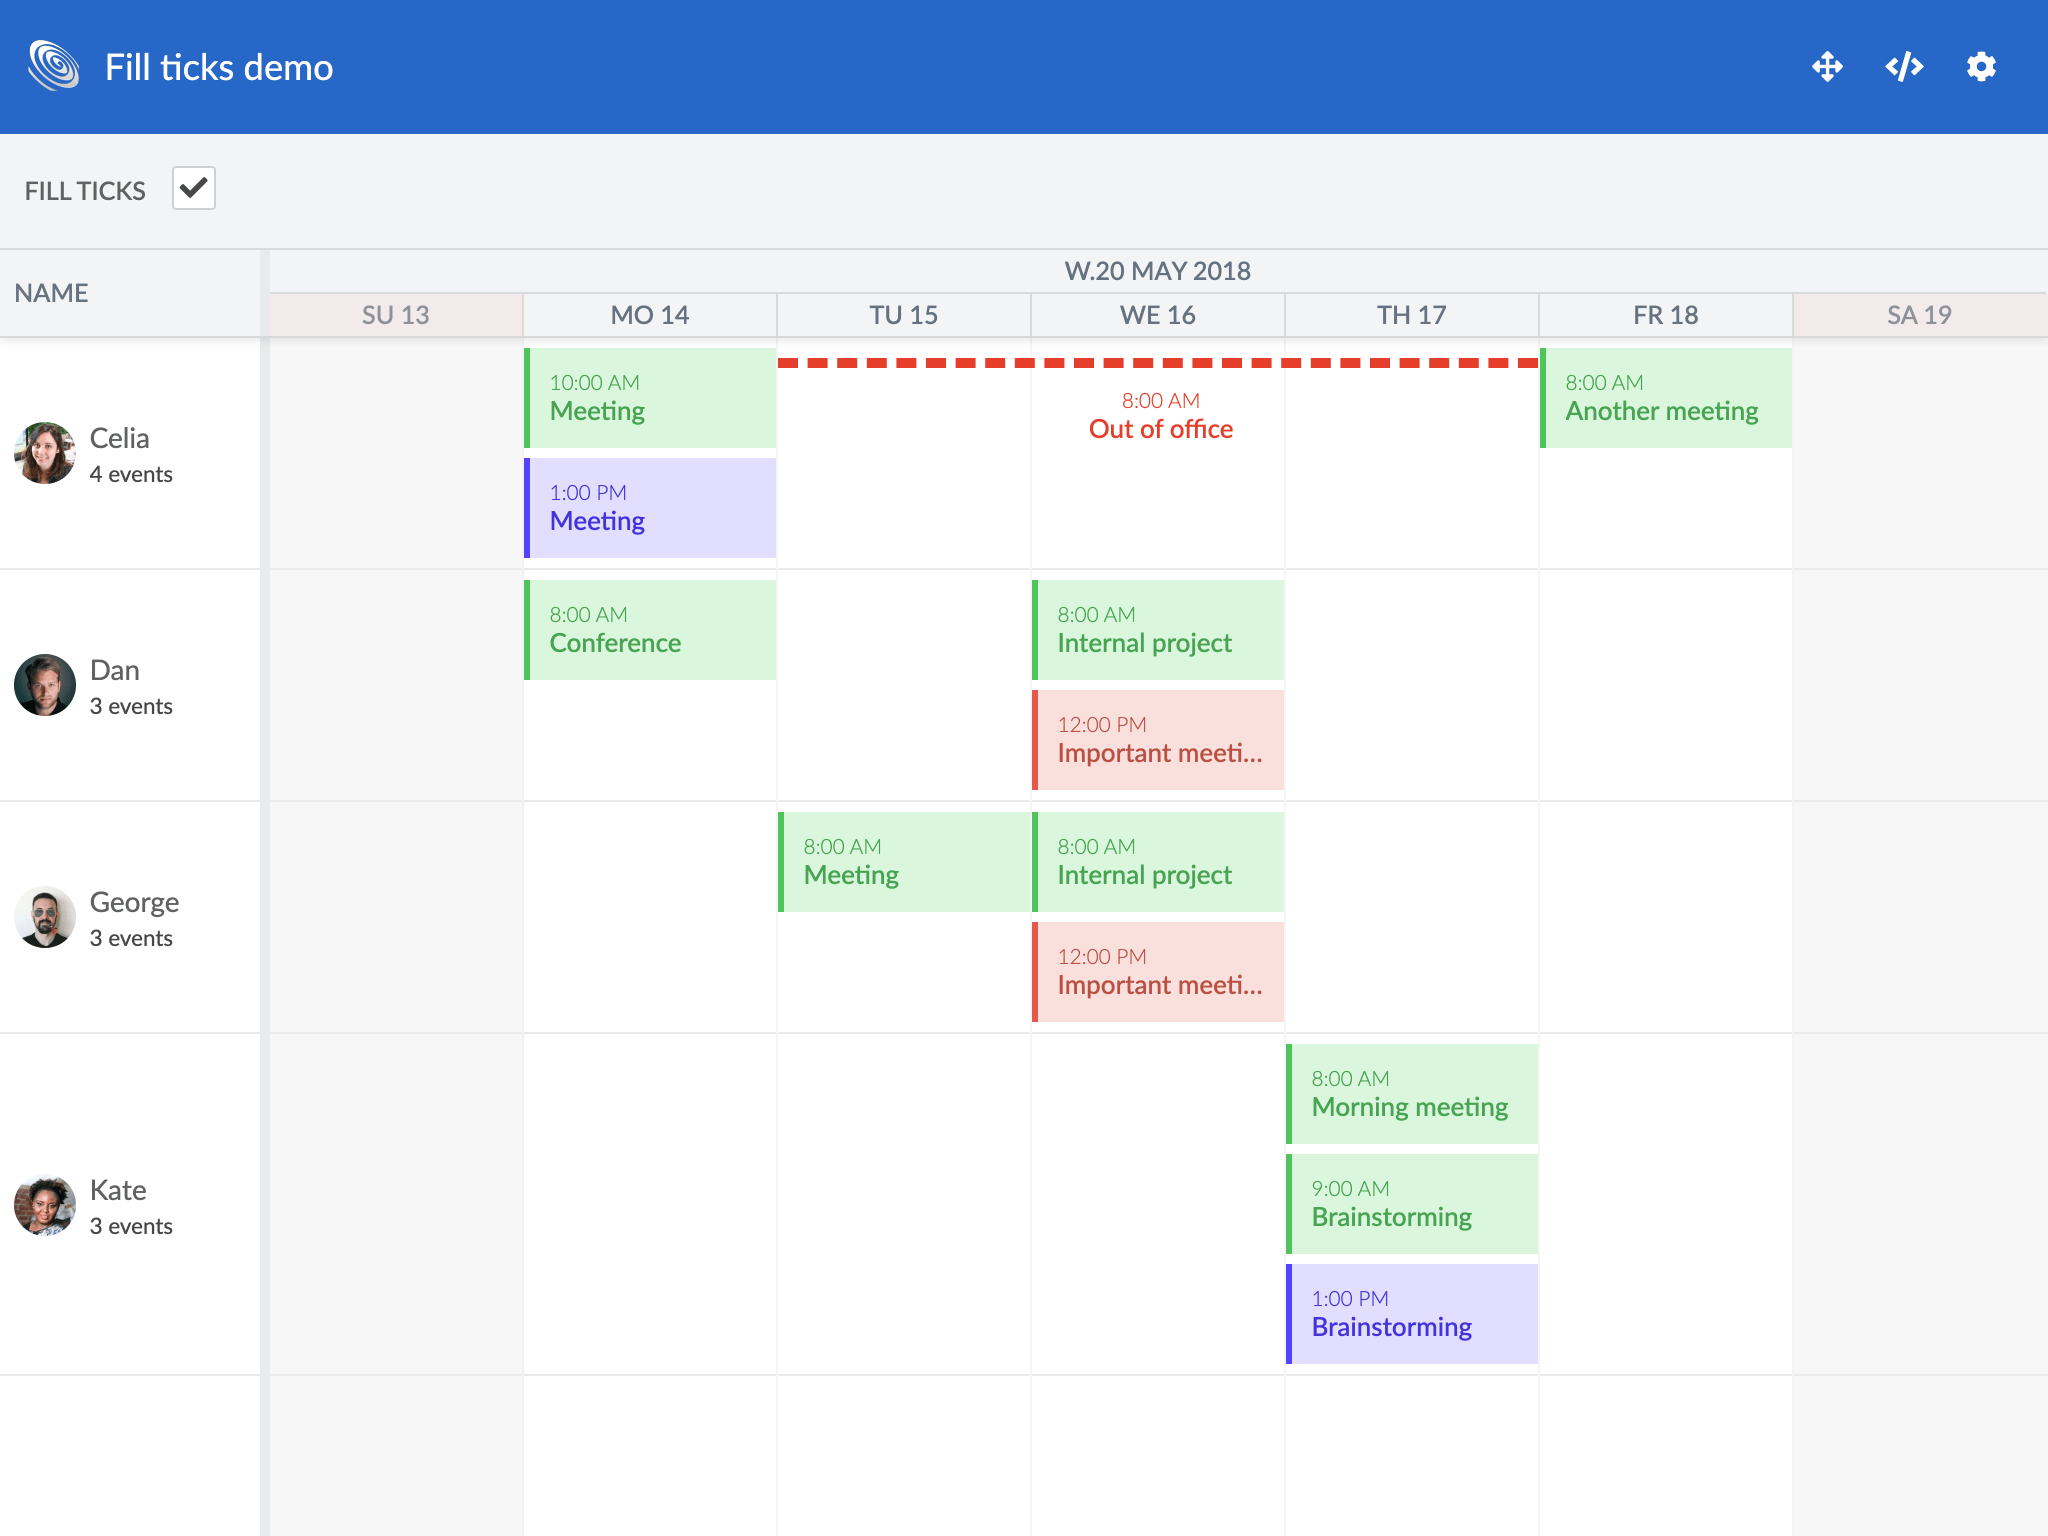 Fill ticks demo
FILL TICKS
NAME
W.20 MAY 2018
SU 13
MO 14
TU 15
WE 16
TH 17
FR 18
SA 19
Celia
4 events
10:00 AM
Meeting
1:00 PM
Meeting
8:00 AM
Out of office
8:00 AM
Another meeting
Dan
3 events
8:00 AM
Conference
8:00 AM
Internal project
12:00 PM
Important meeti...
George
3 events
8:00 AM
Meeting
8:00 AM
Internal project
12:00 PM
Important meeti...
Kate
3 events
8:00 AM
Morning meeting
9:00 AM
Brainstorming
1:00 PM
Brainstorming